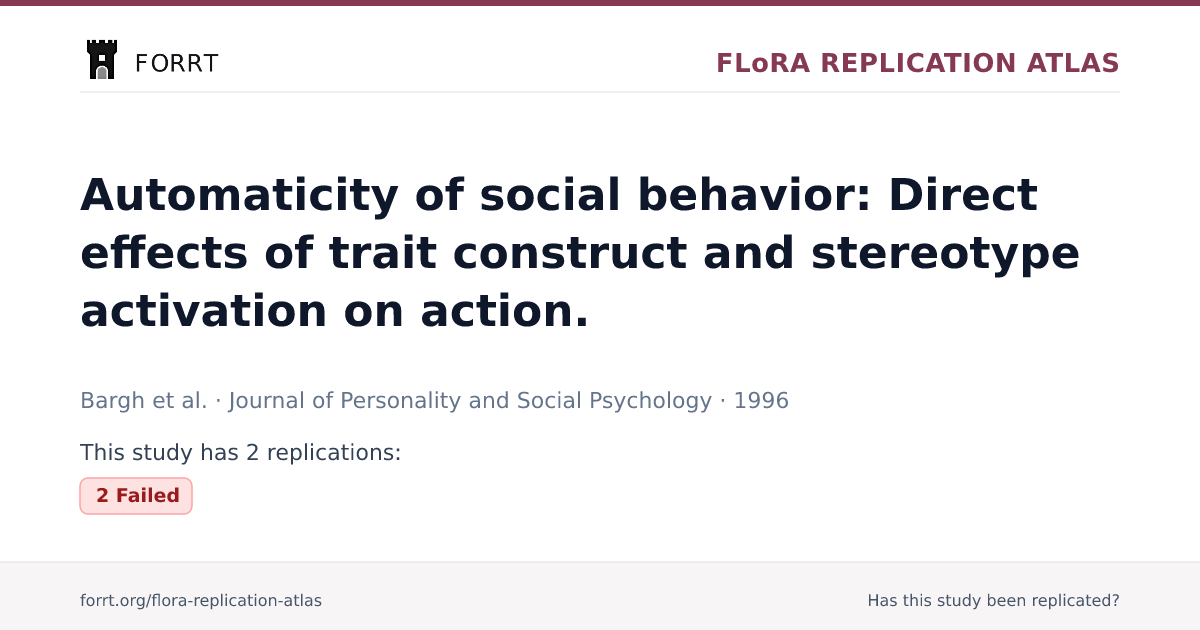 FORRT
FLoRA REPLICATION ATLAS
Automaticity of social behavior: Direct
effects of trait construct and stereotype
activation on action.
Bargh et al. · Journal of Personality and Social Psychology · 1996
This study has 2 replications:
2 Failed
forrt.org/flora-replication-atlas
Has this study been replicated?